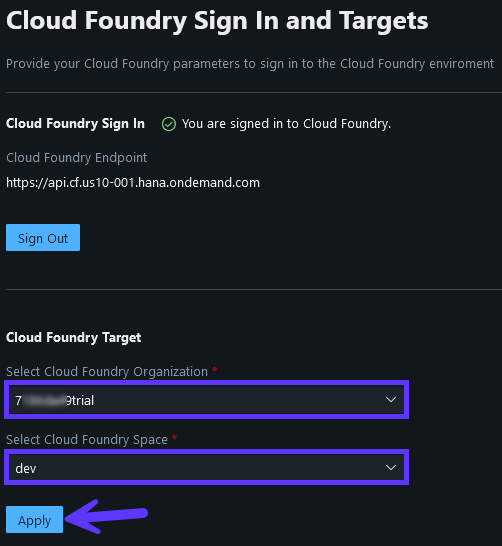 Cloud Foundry Sign In and Targets
Provide your Cloud Foundry parameters to sign in to the Cloud Foundry enviroment
Cloud Foundry Sign In You are signed in to Cloud Foundry.
Cloud Foundry Endpoint
https://api.cf.us10-001.hana.ondemand.com
Sign Out
Cloud Foundry Target
Select Cloud Foundry Organization *
9trial
Select Cloud Foundry Space *
dev
Apply